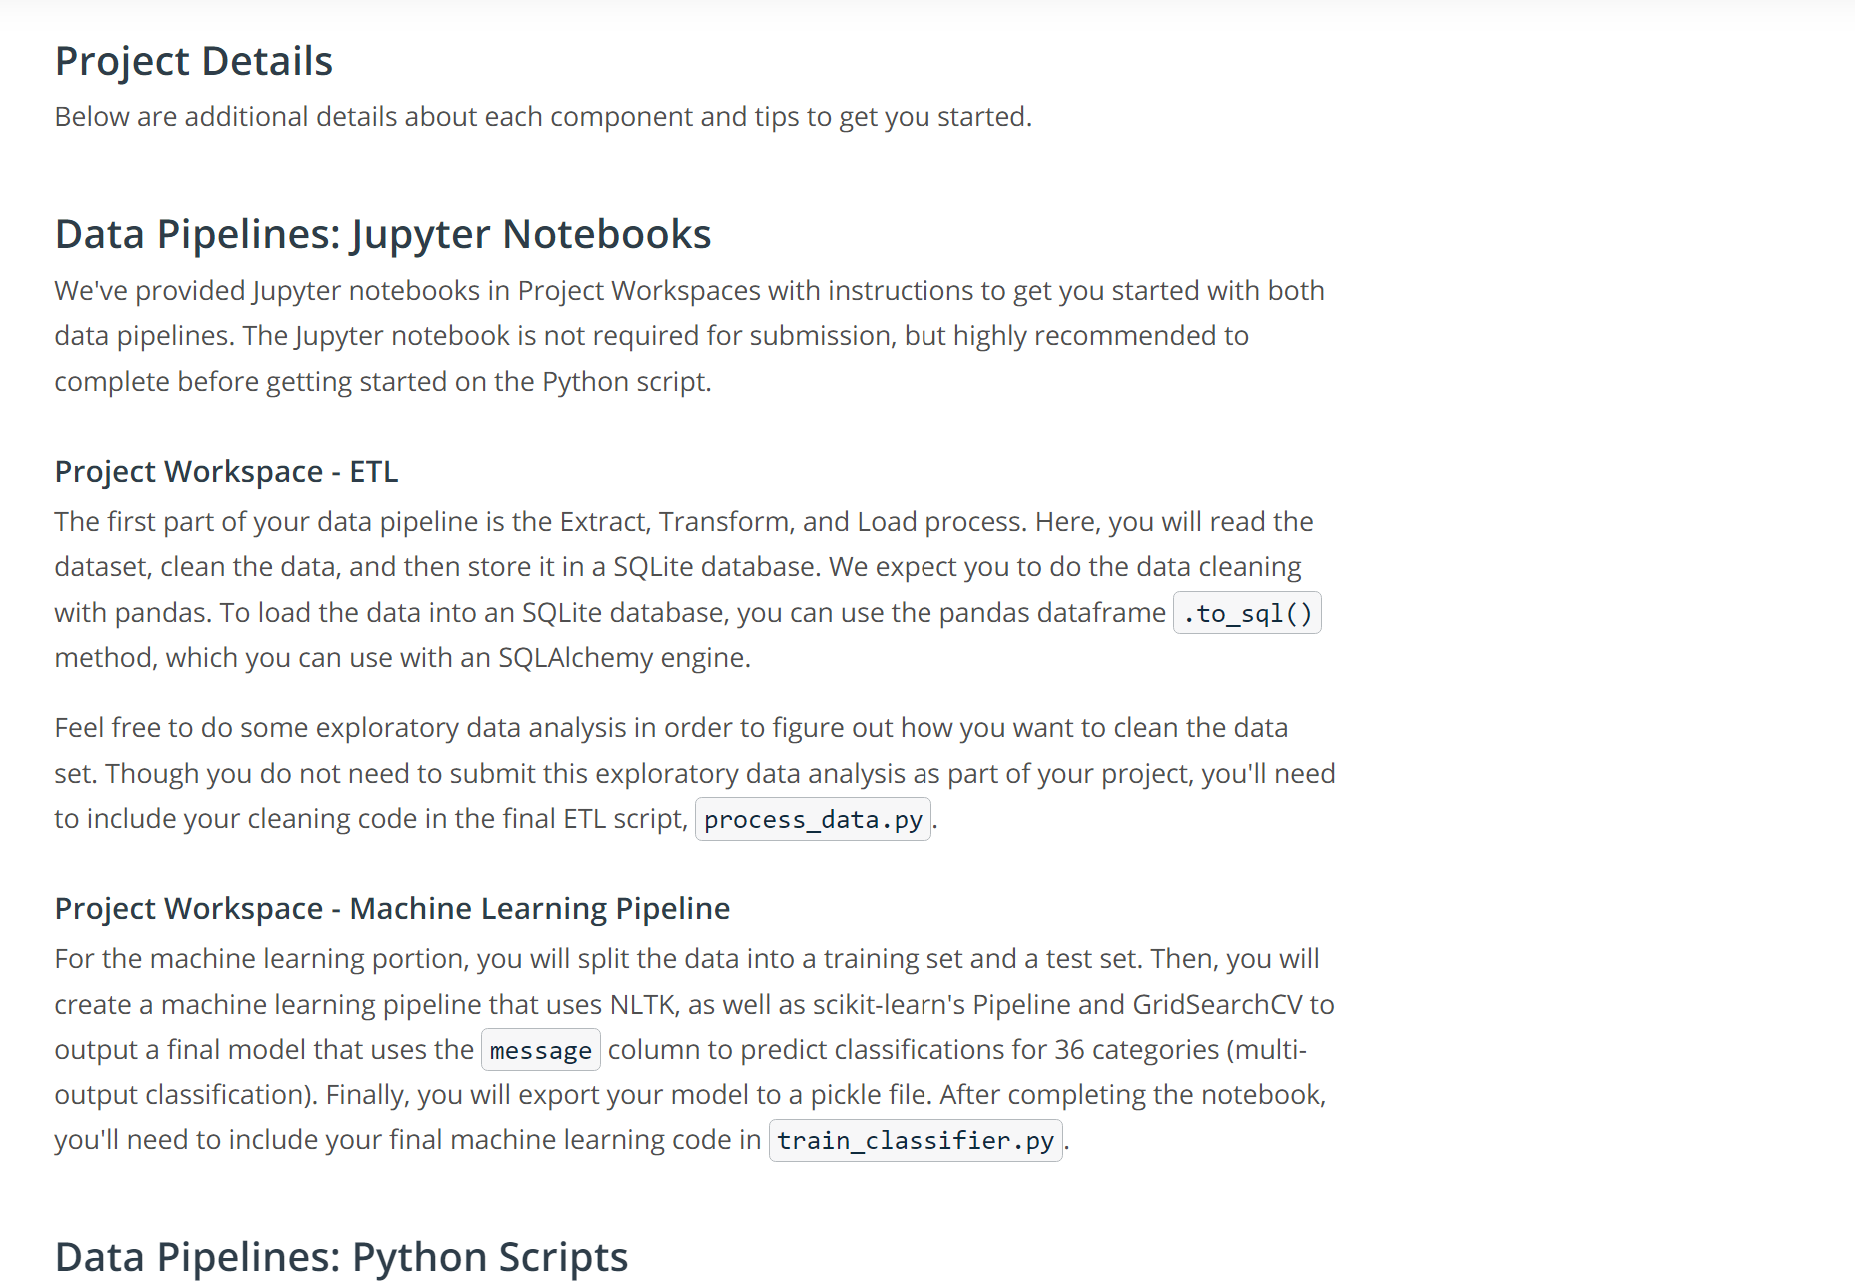 Project Details
Below are additional details about each component and tips to get you started.
Data Pipelines: Jupyter Notebooks
We've provided Jupyter notebooks in Project Workspaces with instructions to get you started with both
data pipelines. The Jupyter notebook is not required for submission, but highly recommended to
complete before getting started on the Python script.
Project Workspace - ETL
The first part of your data pipeline is the Extract, Transform, and Load process. Here, you will read the
dataset, clean the data, and then store it in a SQLite database. We expect you to do the data cleaning
with pandas. To load the data into an SQLite database, you can use the pandas dataframe .to_sql()
method, which you can use with an SQLAlchemy engine.
Feel free to do some exploratory data analysis in order to figure out how you want to clean the data
set. Though you do not need to submit this exploratory data analysis as part of your project, you'll need
to include your cleaning code in the final ETL script, process_data.py.
Project Workspace - Machine Learning Pipeline
For the machine learning portion, you will split the data into a training set and a test set. Then, you will
create a machine learning pipeline that uses NLTK, as well as scikit-learn's Pipeline and GridSearchCV to
output a final model that uses the message column to predict classifications for 36 categories (multi-
output classification). Finally, you will export your model to a pickle file. After completing the notebook,
you'll need to include your final machine learning code in train_classifier.py.
Data Pipelines: Python Scripts